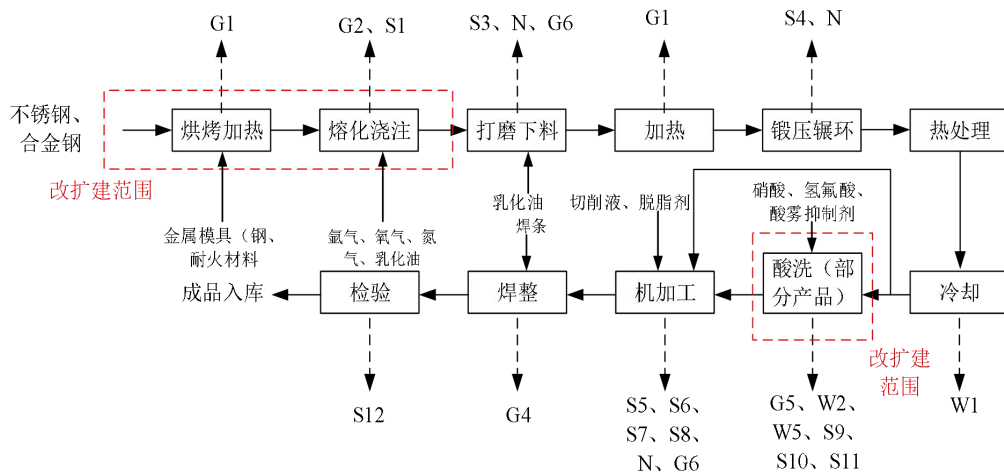 G1
G2、S1
S3、N、G6
G1
S4、N
不锈钢、
合金钢
烘烤加热
熔化浇注
打磨下料
加热
锻压辗环
热处理
改扩建范围
金属模具（钢、
耐火材料
氩气、氧气、氮
气、乳化油
乳化油
焊条
切削液、脱脂剂
硝酸、氢氟酸、
酸雾抑制剂
成品入库
检验
焊整
机加工
酸洗（部
分产品）
冷却
改扩建
范围
S12
G4
S5、S6、
S7、S8、
N、G6
G5、W2、
W5、S9、
S10、S11
W1